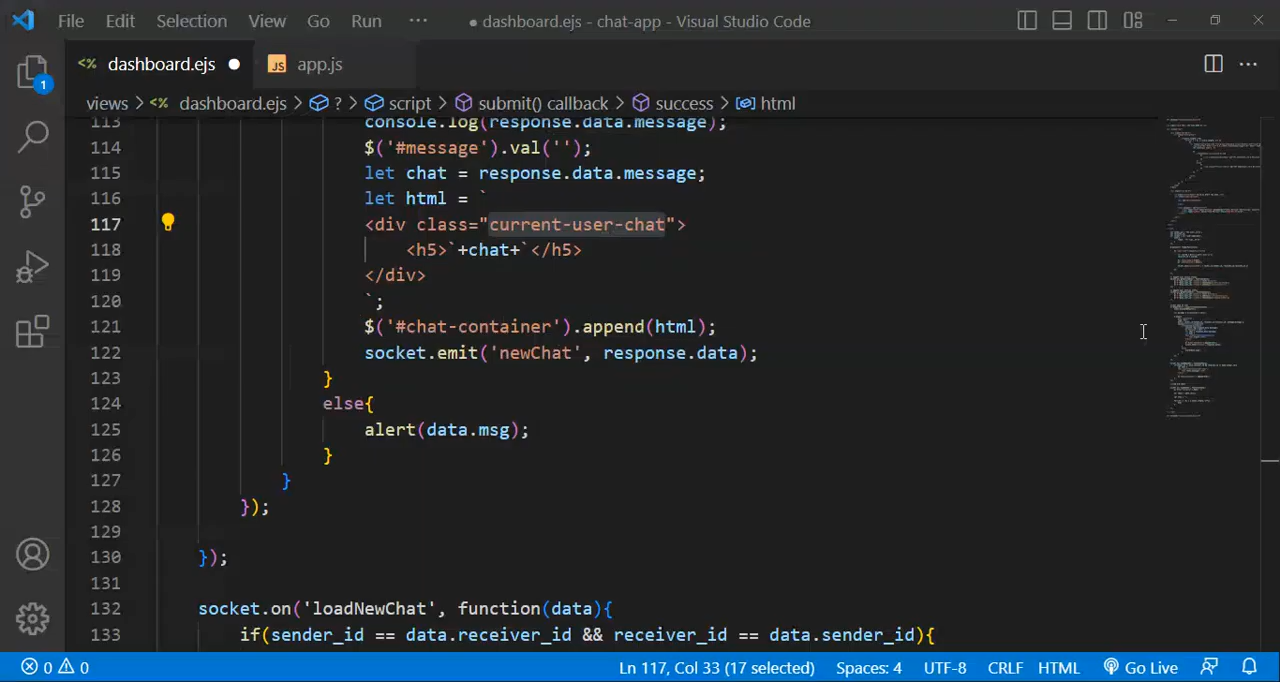 File Edit Selection View Go Run ··· ● dashboard.ejs - chat-app - Visual Studio Code
<% dashboard.ejs ● JS app.js ···
views > <% dashboard.ejs > ? > script > submit() callback > success > html
1
113 console.log(response.data.message);
114 $('#message').val('');
115 let chat = response.data.message;
116 let html = `
117 <div class="current-user-chat">
118 <h5>`+chat+`</h5>
119 </div>
120 `;
121 $('#chat-container').append(html);
122 socket.emit('newChat', response.data);
123 }
124 else{
125 alert(data.msg);
126 }
127 }
128 });
129
130 });
131
132 socket.on('loadNewChat', function(data){
133 if(sender_id == data.receiver_id && receiver_id == data.sender_id){
0 0 Ln 117, Col 33 (17 selected) Spaces: 4 UTF-8 CRLF HTML Go Live